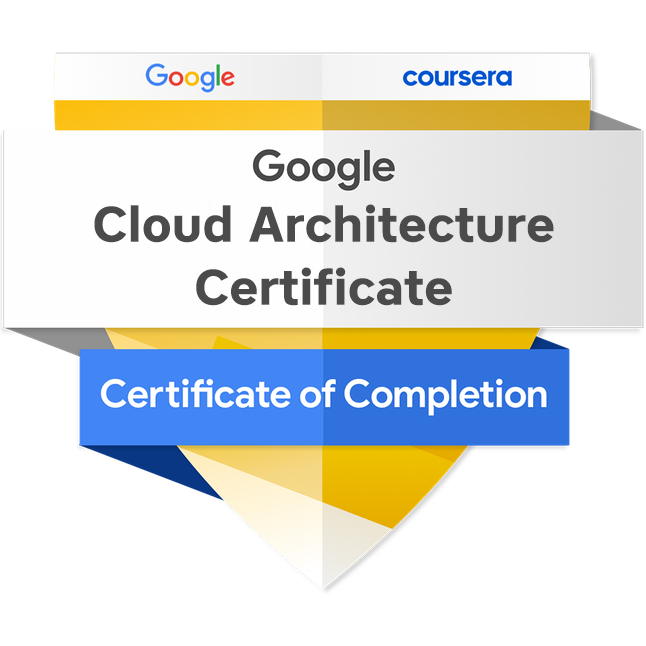 Google coursera
Google
Cloud Architecture
Certificate
Certificate of Completion